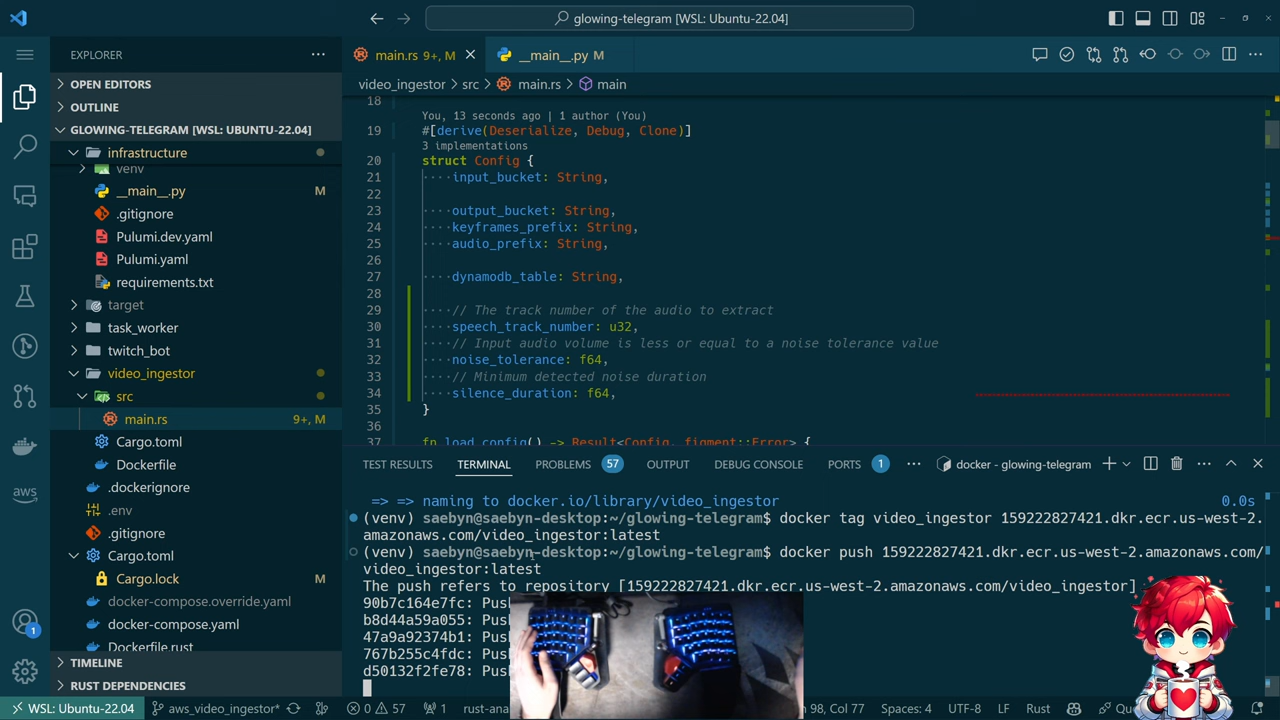 glowing-telegram [WSL: Ubuntu-22.04]
EXPLORER
OPEN EDITORS
OUTLINE
GLOWING-TELEGRAM [WSL: UBUNTU-22.04]
infrastructure
venv
__main__.py M
.gitignore
Pulumi.dev.yaml
Pulumi.yaml
requirements.txt
target
task_worker
twitch_bot
video_ingestor
src
main.rs 9+, M
Cargo.toml
Dockerfile
.dockerignore
.env
.gitignore
Cargo.toml
Cargo.lock M
docker-compose.override.yaml
docker-compose.yaml
Dockerfile.rust
TIMELINE
RUST DEPENDENCIES
1
main.rs 9+, M
__main__.py M
video_ingestor > src > main.rs > main
18
You, 13 seconds ago | 1 author (You)
19 #[derive(Deserialize, Debug, Clone)]
3 implementations
20 struct Config {
21 ····input_bucket: String,
22
23 ····output_bucket: String,
24 ····keyframes_prefix: String,
25 ····audio_prefix: String,
26
27 ····dynamodb_table: String,
28
29 ····// The track number of the audio to extract
30 ····speech_track_number: u32,
31 ····// Input audio volume is less or equal to a noise tolerance value
32 ····noise_tolerance: f64,
33 ····// Minimum detected noise duration
34 ····silence_duration: f64,
35 }
36
37 fn load_config() -> Result<Config, figment::Error> {
TEST RESULTS TERMINAL PROBLEMS 57 OUTPUT DEBUG CONSOLE PORTS 1 docker - glowing-telegram
=> => naming to docker.io/library/video_ingestor 0.0s
(venv) saebyn@saebyn-desktop:~/glowing-telegram$ docker tag video_ingestor 159222827421.dkr.ecr.us-west-2.
amazonaws.com/video_ingestor:latest
(venv) saebyn@saebyn-desktop:~/glowing-telegram$ docker push 159222827421.dkr.ecr.us-west-2.amazonaws.com/
video_ingestor:latest
The push refers to repository [159222827421.dkr.ecr.us-west-2.amazonaws.com/video_ingestor]
90b7c164e7fc: Pus
b8d44a59a055: Pus
47a9a92374b1: Pus
767b255c4fdc: Pus
d50132f2fe78: Pus
WSL: Ubuntu-22.04 aws_video_ingestor* 0 57 1 rust-ana 98, Col 77 Spaces: 4 UTF-8 LF Rust